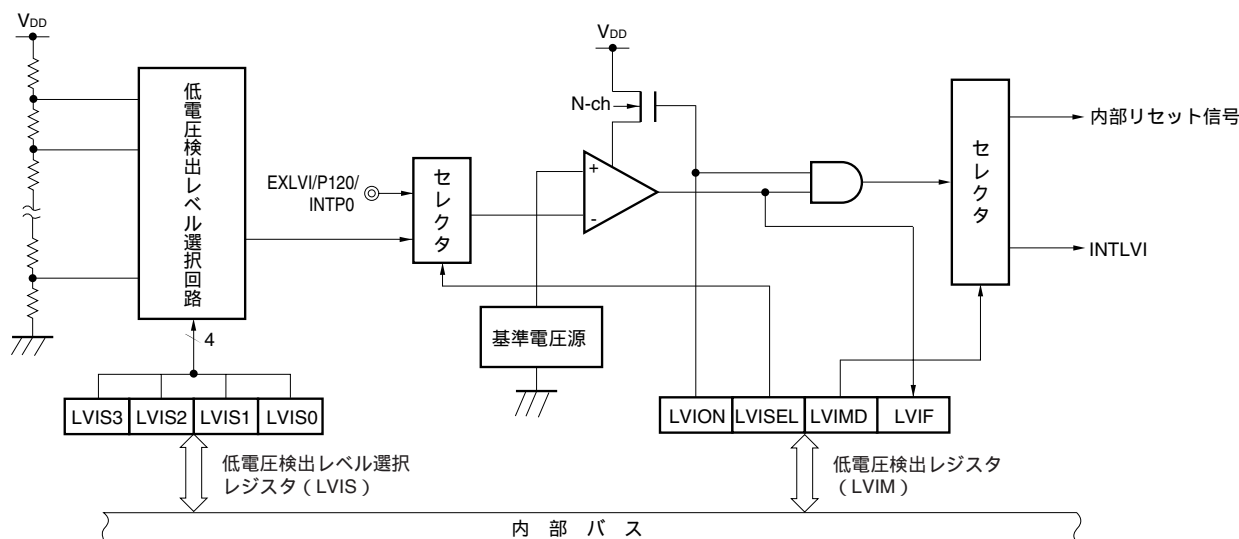 VDD
低電圧検出レベル選択回路
4
LVIS3 LVIS2 LVIS1 LVIS0
低電圧検出レベル選択
レジスタ（LVIS）
EXLVI/P120/
INTP0
セレクタ
VDD
N-ch
+
-
基準電圧源
セレクタ
内部リセット信号
INTLVI
LVION LVISEL LVIMD LVIF
低電圧検出レジスタ
（LVIM）
内部バス